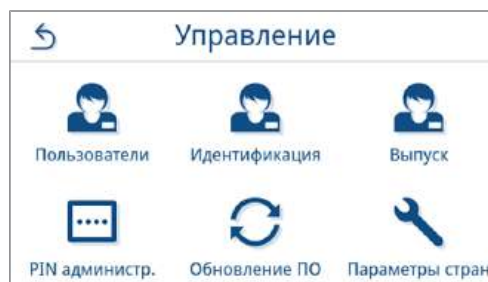 Управление
Пользователи Идентификация Выпуск
PIN администр. Обновление ПО Параметры стран